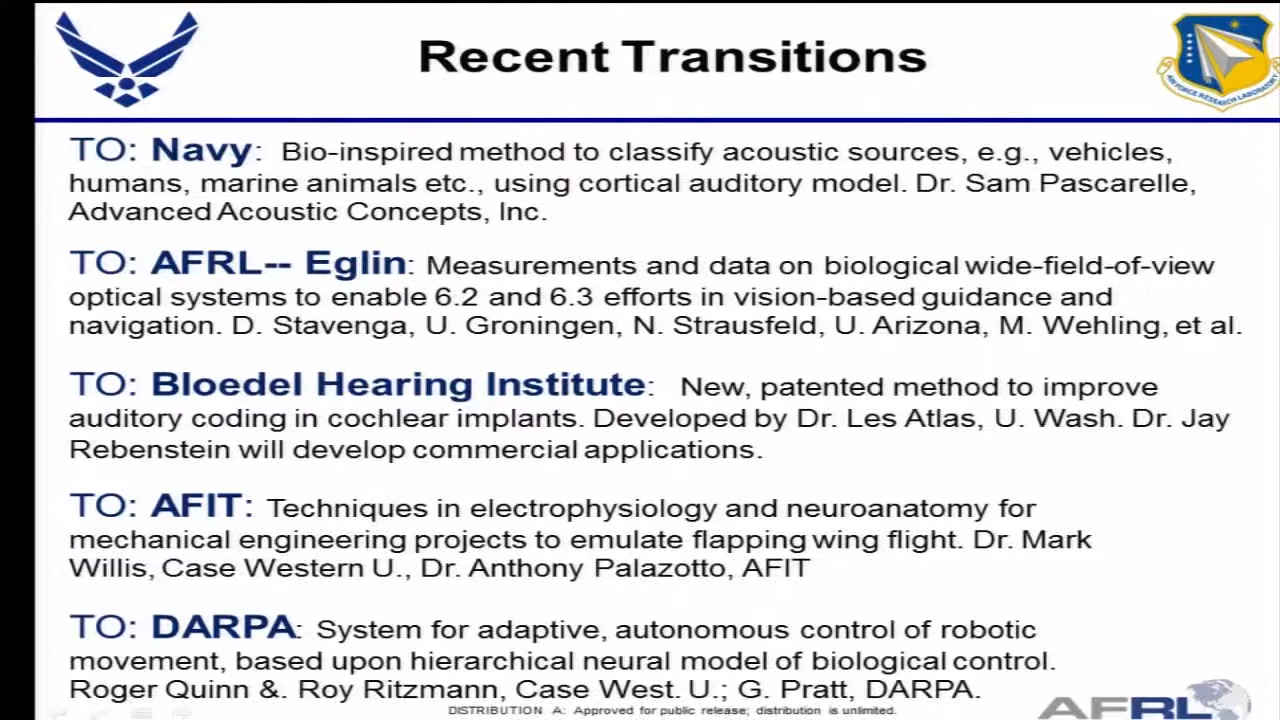 Recent Transitions
AIR FORCE RESEARCH LABORATORY
TO: Navy: Bio-inspired method to classify acoustic sources, e.g., vehicles,
humans, marine animals etc., using cortical auditory model. Dr. Sam Pascarelle,
Advanced Acoustic Concepts, Inc.
TO: AFRL-- Eglin: Measurements and data on biological wide-field-of-view
optical systems to enable 6.2 and 6.3 efforts in vision-based guidance and
navigation. D. Stavenga, U. Groningen, N. Strausfeld, U. Arizona, M. Wehling, et al.
TO: Bloedel Hearing Institute: New, patented method to improve
auditory coding in cochlear implants. Developed by Dr. Les Atlas, U. Wash. Dr. Jay
Rebenstein will develop commercial applications.
TO: AFIT: Techniques in electrophysiology and neuroanatomy for
mechanical engineering projects to emulate flapping wing flight. Dr. Mark
Willis, Case Western U., Dr. Anthony Palazotto, AFIT
TO: DARPA: System for adaptive, autonomous control of robotic
movement, based upon hierarchical neural model of biological control.
Roger Quinn &. Roy Ritzmann, Case West. U.; G. Pratt, DARPA.
DISTRIBUTION A: Approved for public release; distribution is unlimited.
AFRL